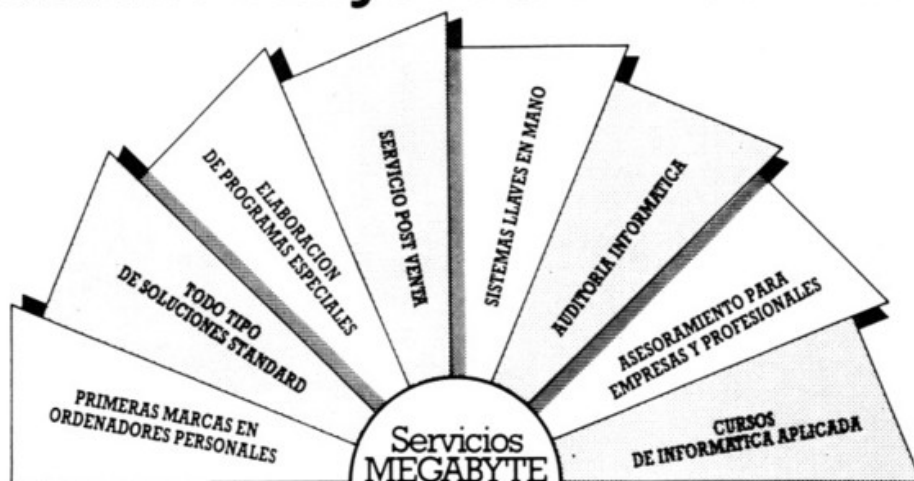 PRIMERAS MARCAS EN
ORDENADORES PERSONALES
TODO TIPO
DE SOLUCIONES STANDARD
ELABORACION
DE PROGRAMAS ESPECIALES
SERVICIO POST VENTA
SISTEMAS LLAVES EN MANO
AUDITORIA INFORMATICA
ASESORAMIENTO PARA
EMPRESAS Y PROFESIONALES
CURSOS
DE INFORMATICA APLICADA
Servicios
MEGABYTE